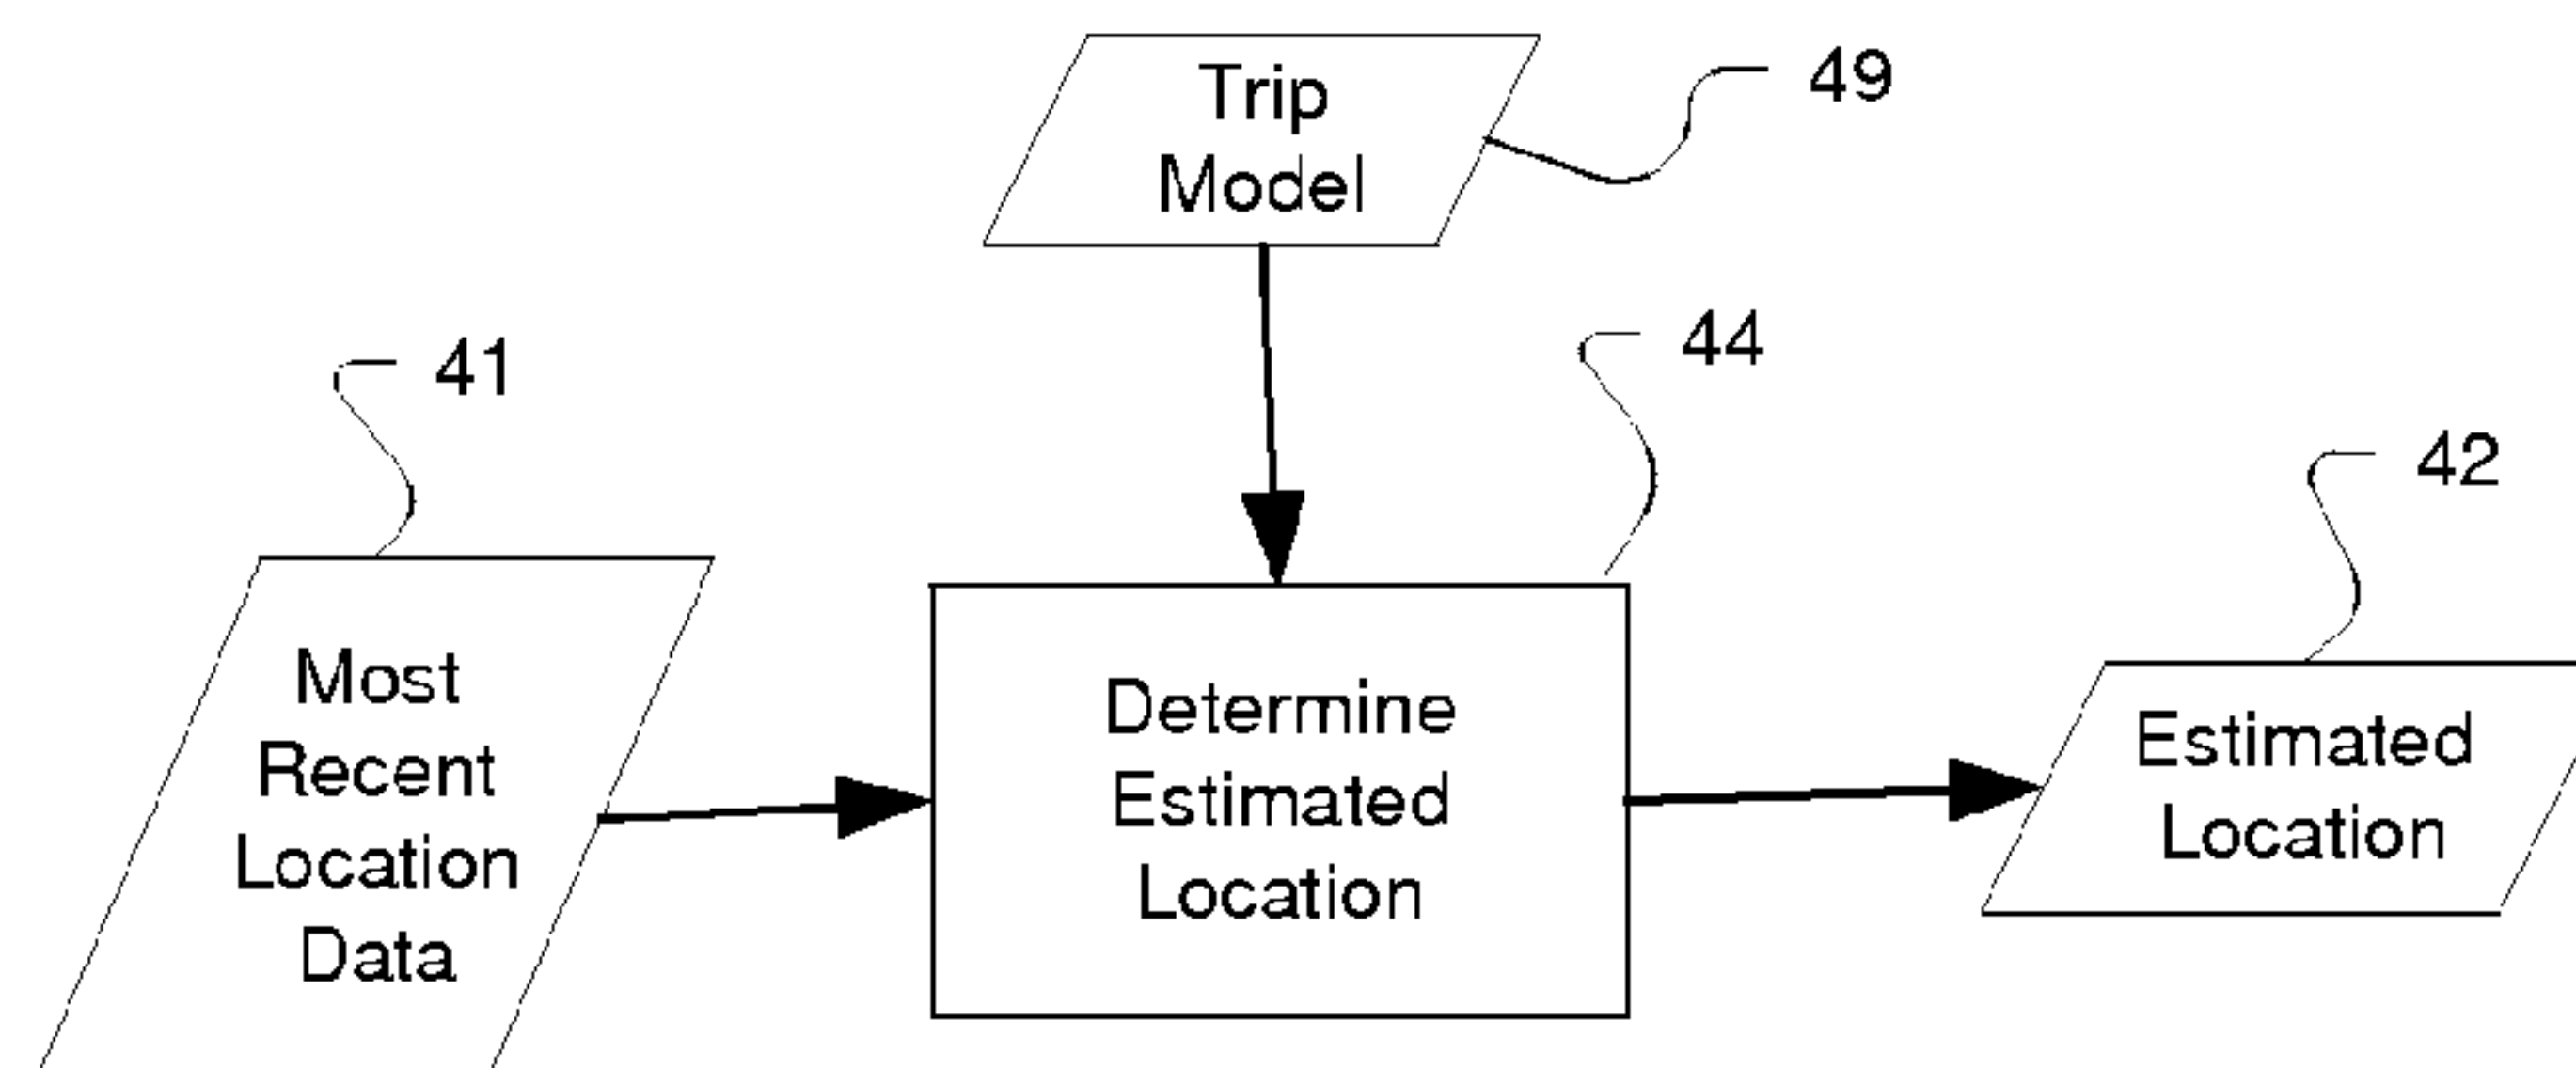 Trip
Model
49
41
44
42
Most
Recent
Location
Data
Determine
Estimated
Location
Estimated
Location